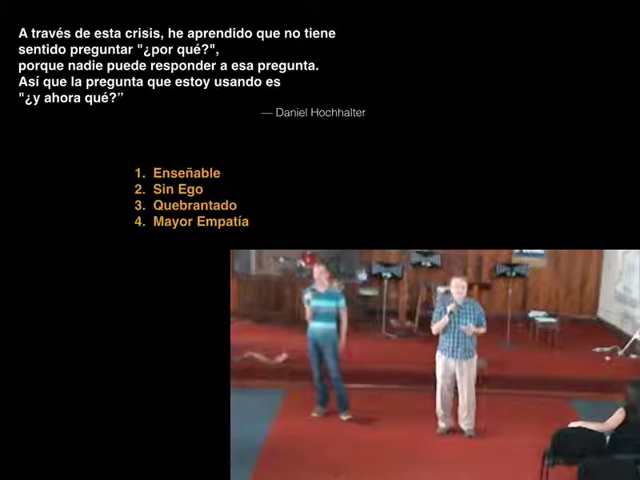 A través de esta crisis, he aprendido que no tiene
sentido preguntar "¿por qué?",
porque nadie puede responder a esa pregunta.
Así que la pregunta que estoy usando es
"¿y ahora qué?”
— Daniel Hochhalter
1. Enseñable
2. Sin Ego
3. Quebrantado
4. Mayor Empatía